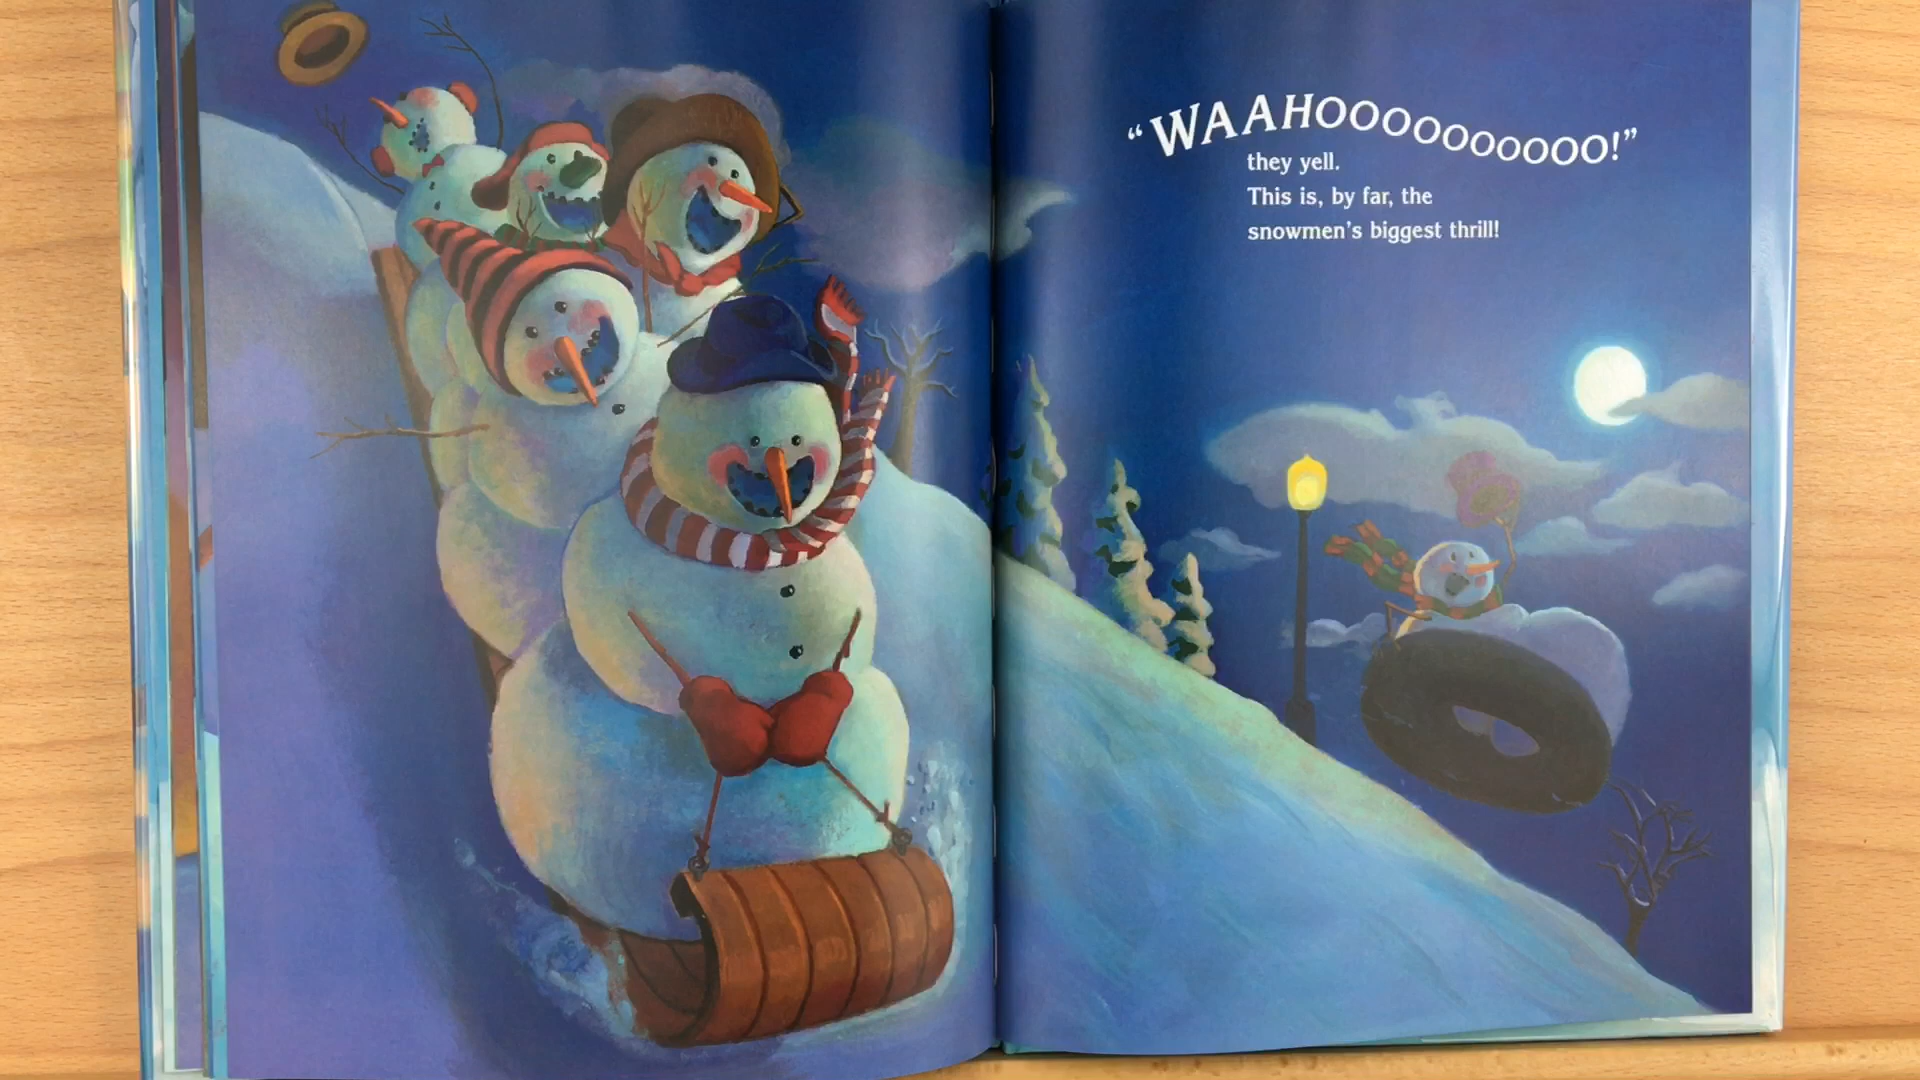 “WAAHOOOOOOOOOO!”
they yell.
This is, by far, the
snowmen’s biggest thrill!